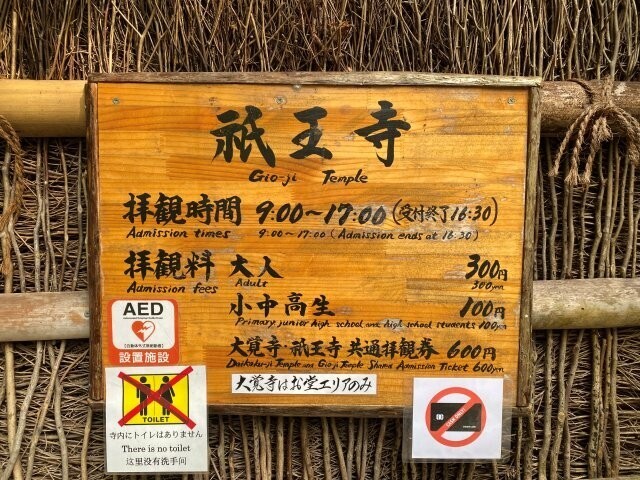 祇王寺
Gio-ji Temple
拝観時間 9:00～17:00 (受付終了16:30)
Admission times 9:00～17:00 (Admission ends at 16:30)
拝観料 大人 300円
Admission fees Adult 300yen
小中高生 100円
Primary junior high school and high school students 100yen
大覚寺・祇王寺 共通拝観券 600円
Daikaku-ji Temple and Gio-ji Temple Shared Admission Ticket 600yen
大覚寺はお堂エリアのみ
AED
設置施設
TOILET
寺内にトイレはありません
There is no toilet
这里没有洗手间